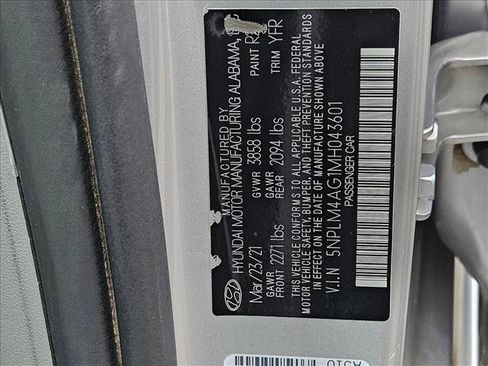 MANUFACTURED BY
HYUNDAI MOTOR MANUFACTURING ALABAMA,
Mar/23/21 GVWR 3858 lbs PAINT
GAWR FRONT 2271 lbs GAWR REAR 2094 lbs TRIM YFR
THIS VEHICLE CONFORMS TO ALL APPLICABLE U.S.A. FEDERAL
MOTOR VEHICLE SAFETY, BUMPER, AND THEFT PREVENTION STANDARDS
IN EFFECT ON THE DATE OF MANUFACTURE SHOWN ABOVE
V.I.N 5NPLM4AG1MH043601
PASSENGER CAR